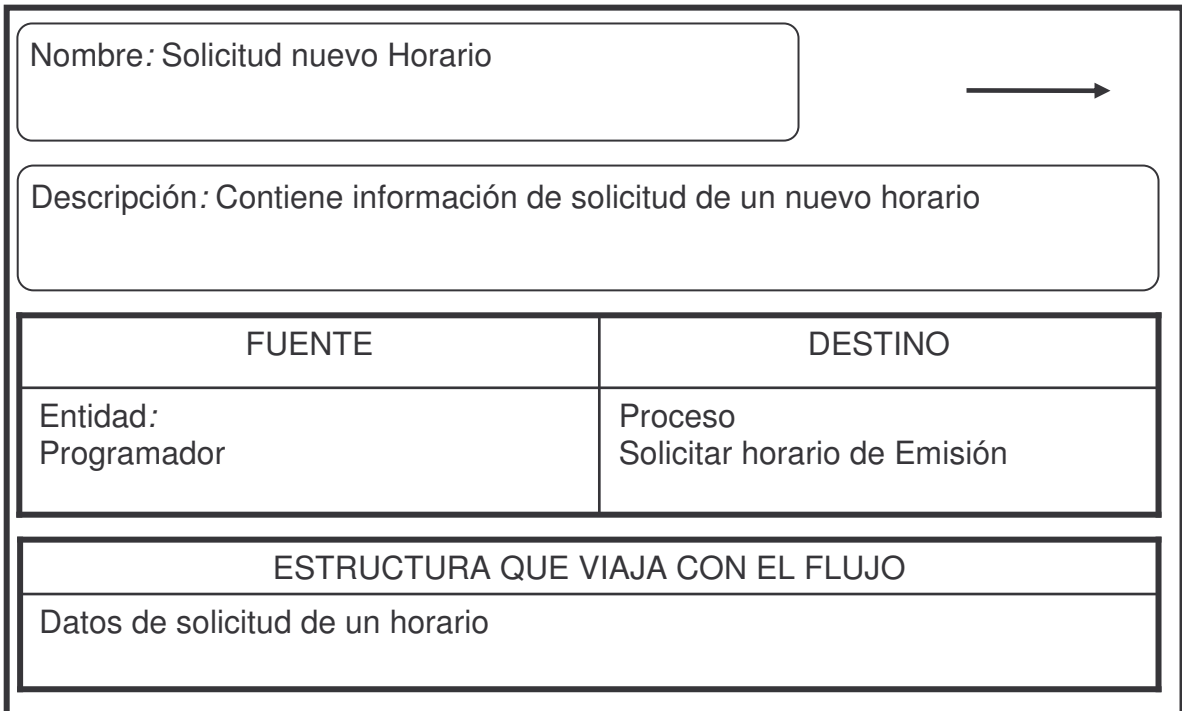 Nombre: Solicitud nuevo Horario
Descripción: Contiene información de solicitud de un nuevo horario
FUENTE
DESTINO
Entidad:
Programador
Proceso
Solicitar horario de Emisión
ESTRUCTURA QUE VIAJA CON EL FLUJO
Datos de solicitud de un horario